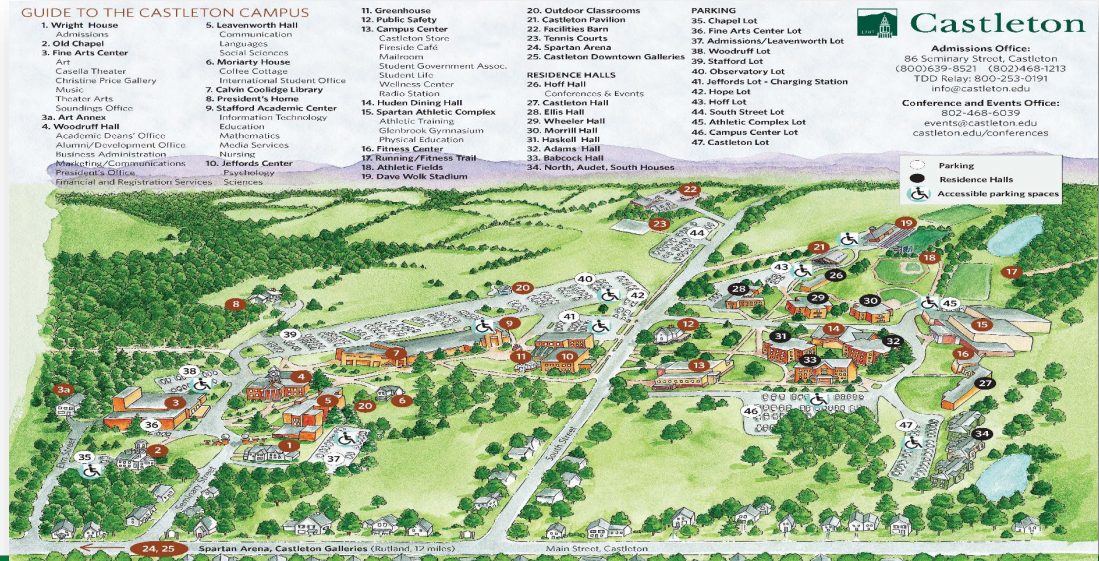 GUIDE TO THE CASTLETON CAMPUS
1. Wright House
Admissions
2. Old Chapel
3. Fine Arts Center
Art
Casella Theater
Christine Price Gallery
Music
Theater Arts
Soundings Office
3a. Art Annex
4. Woodruff Hall
Academic Deans' Office
Alumni/Development Office
Business Administration
Marketing/Communications
President's Office
Financial and Registration Services
5. Leavenworth Hall
Communication
Languages
Social Sciences
6. Moriarty House
Coffee Cottage
International Student Office
7. Calvin Coolidge Library
8. President's Home
9. Stafford Academic Center
Information Technology
Education
Mathematics
Media Services
Nursing
10. Jeffords Center
Psychology
Sciences
11. Greenhouse
12. Public Safety
13. Campus Center
Castleton Store
Fireside Café
Mailroom
Student Government Assoc.
Student Life
Wellness Center
Radio Station
14. Huden Dining Hall
15. Spartan Athletic Complex
Athletic Training
Glenbrook Gymnasium
Physical Education
16. Fitness Center
17. Running/Fitness Trail
18. Athletic Fields
19. Dave Wolk Stadium
20. Outdoor Classrooms
21. Castleton Pavilion
22. Facilities Barn
23. Tennis Courts
24. Spartan Arena
25. Castleton Downtown Galleries
RESIDENCE HALLS
26. Hoff Hall
Conferences & Events
27. Castleton Hall
28. Ellis Hall
29. Wheeler Hall
30. Morrill Hall
31. Haskell Hall
32. Adams Hall
33. Babcock Hall
34. North, Audet, South Houses
PARKING
35. Chapel Lot
36. Fine Arts Center Lot
37. Admissions/Leavenworth Lot
38. Woodruff Lot
39. Stafford Lot
40. Observatory Lot
41. Jeffords Lot - Charging Station
42. Hope Lot
43. Hoff Lot
44. South Street Lot
45. Athletic Complex Lot
46. Campus Center Lot
47. Castleton Lot
1787
Castleton
Admissions Office:
86 Seminary Street, Castleton
(800)639-8521 (802)468-1213
TDD Relay: 800-253-0191
info@castleton.edu
Conference and Events Office:
802-468-6039
events@castleton.edu
castleton.edu/conferences
Parking
Residence Halls
Accessible parking spaces
22
23
44
19
21
18
17
43
26
8
20
40
42
28
29
30
45
39
9
41
12
14
15
7
11
10
31
32
13
33
16
38
4
3a
3
5
20
6
27
46
36
47
34
2
1
35
37
Elm Street
Seminary Street
South Street
24, 25
Spartan Arena, Castleton Galleries (Rutland, 12 miles)
Main Street, Castleton